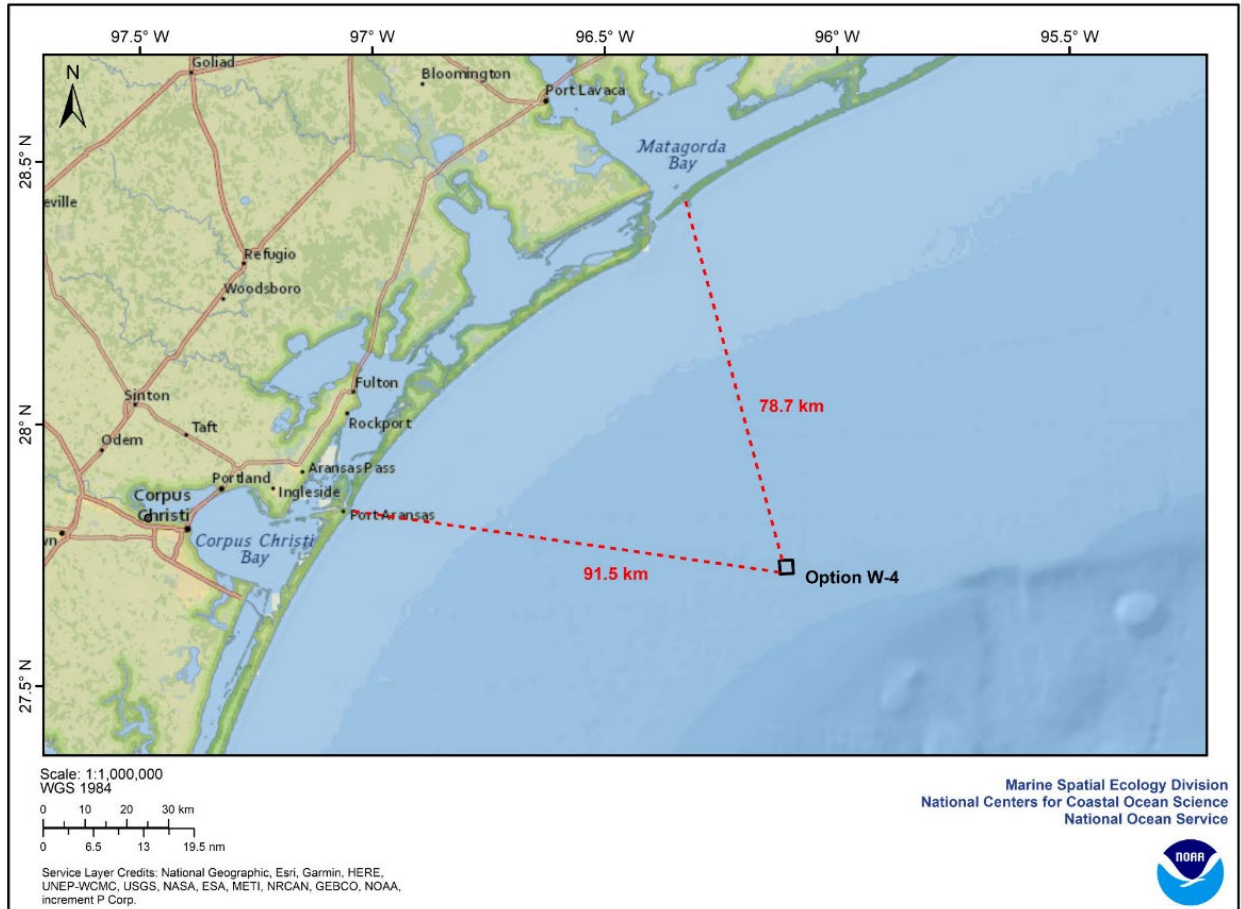 97.5° W
97° W
96.5° W
96° W
95.5° W
N
Goliad
Bloomington
Port Lavaca
Matagorda
Bay
28.5° N
eville
Refugio
Woodsboro
78.7 km
28° N
Sinton
Fulton
Rockport
Taft
Odem
Aransas Pass
Portland
Ingleside
Corpus
Christi
Port Aransas
wn
Corpus Christi
Bay
91.5 km
Option W-4
27.5° N
Scale: 1:1,000,000
WGS 1984
0 10 20 30 km
0 6.5 13 19.5 nm
Marine Spatial Ecology Division
National Centers for Coastal Ocean Science
National Ocean Service
Service Layer Credits: National Geographic, Esri, Garmin, HERE,
UNEP-WCMC, USGS, NASA, ESA, METI, NRCAN, GEBCO, NOAA,
increment P Corp.
NOAA